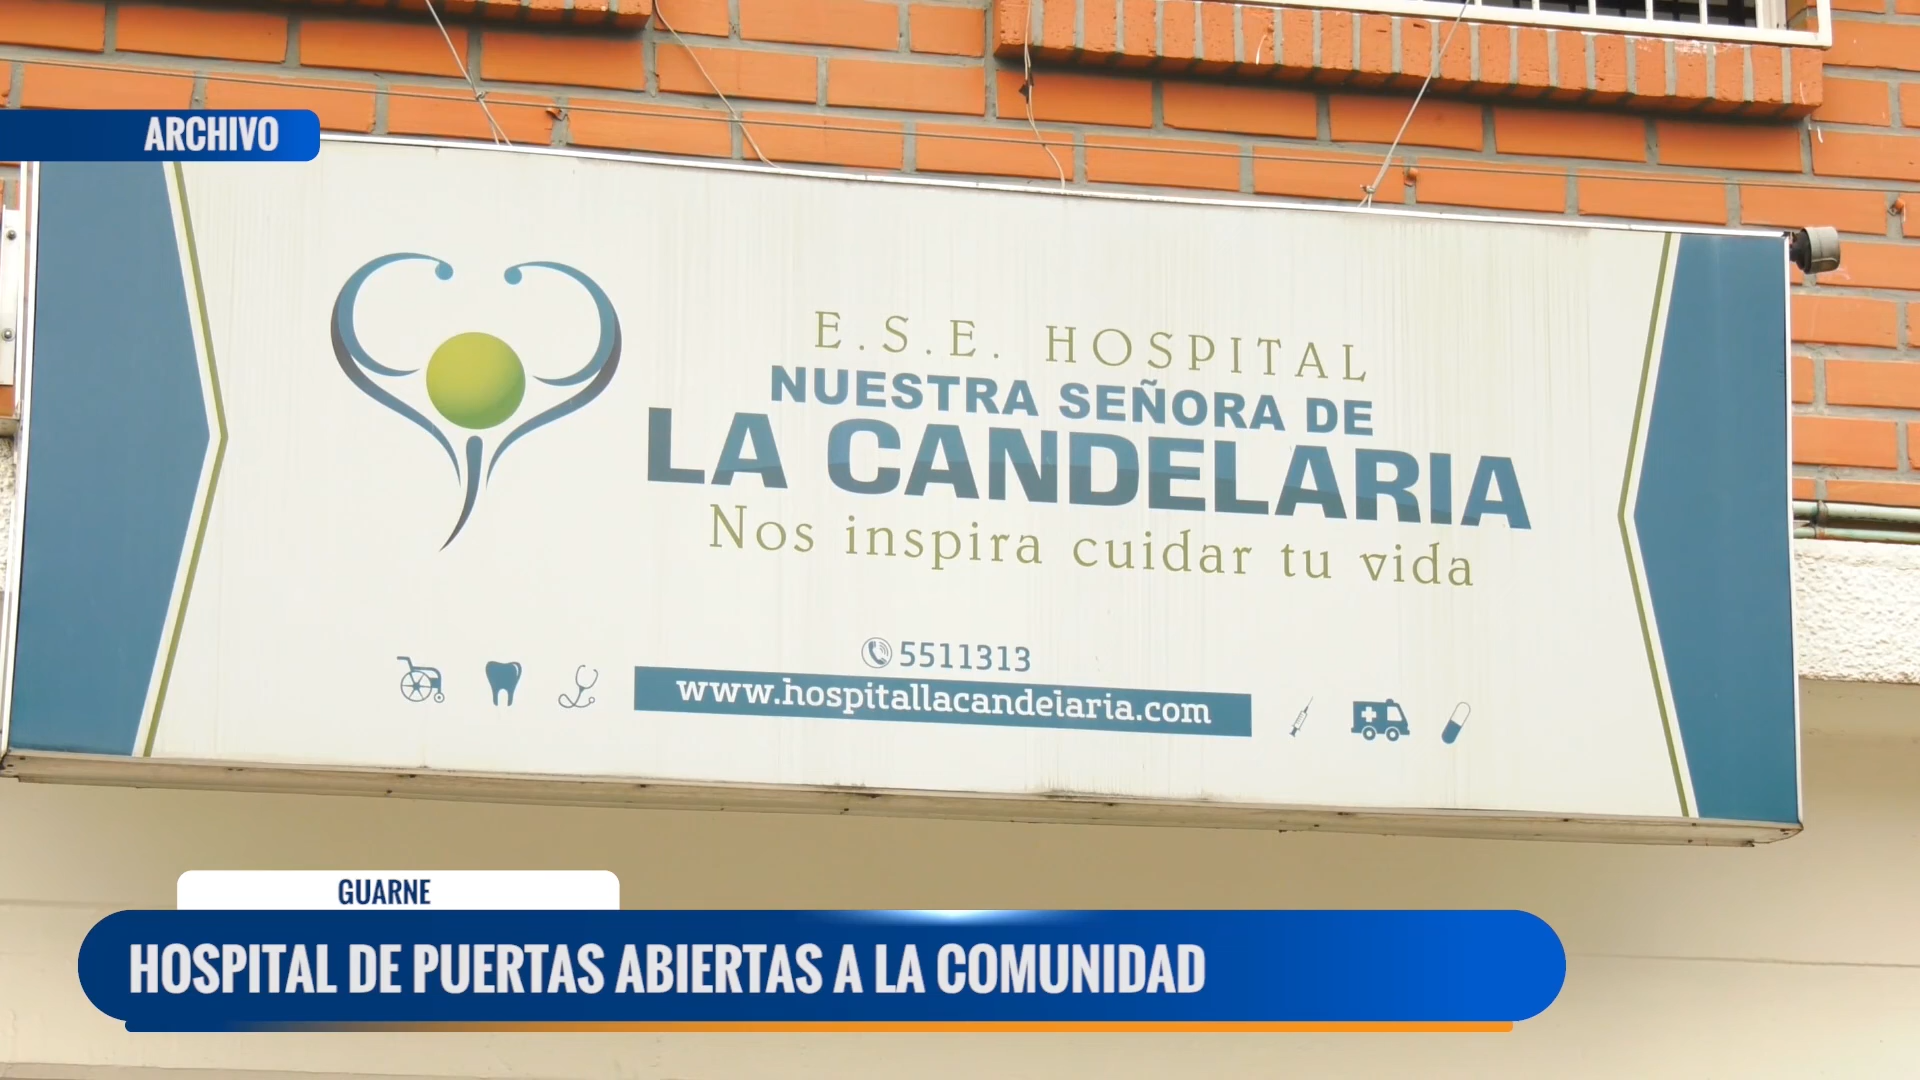 ARCHIVO
E.S.E. HOSPITAL
NUESTRA SEÑORA DE
LA CANDELARIA
Nos inspira cuidar tu vida
5511313
www.hospitallacandelaria.com
GUARNE
HOSPITAL DE PUERTAS ABIERTAS A LA COMUNIDAD